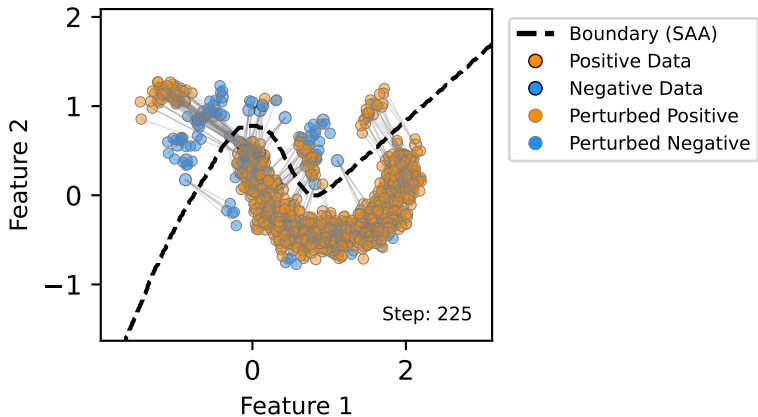 2
1
0
−1
0
2
Feature 1
Feature 2
Step: 225
Boundary (SAA)
Positive Data
Negative Data
Perturbed Positive
Perturbed Negative